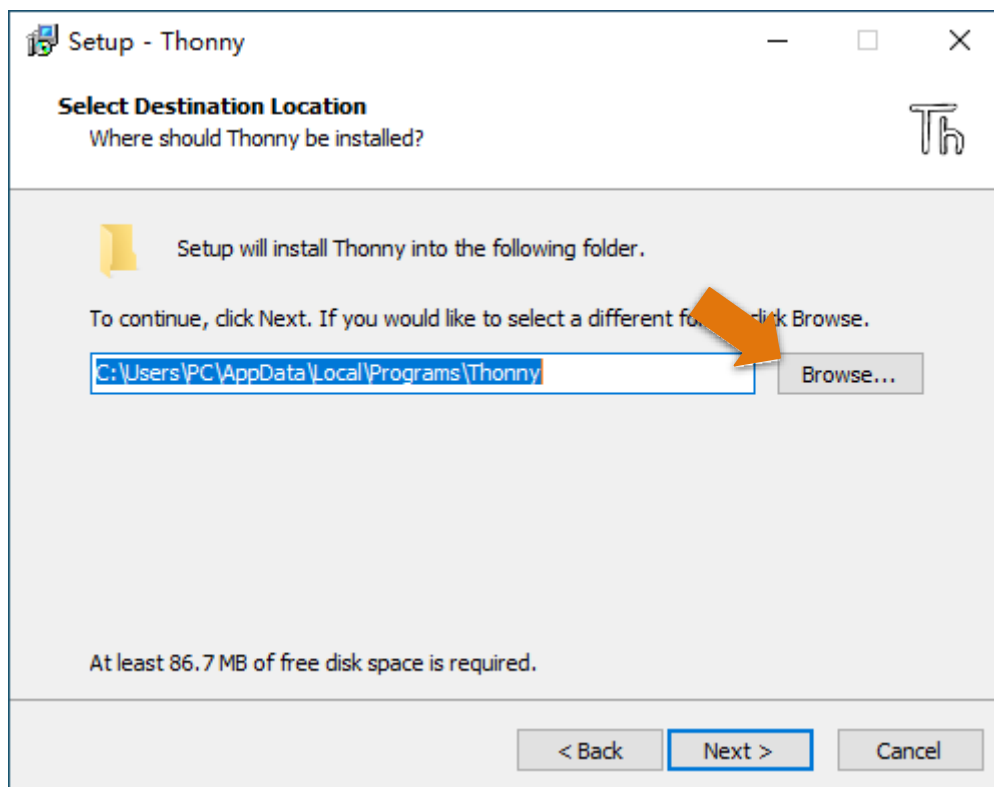 Setup - Thonny
Select Destination Location
Where should Thonny be installed?
Th
Setup will install Thonny into the following folder.
To continue, click Next. If you would like to select a different click Browse.
C:\Users\PC\AppData\Local\Programs\Thonny
Browse...
At least 86.7 MB of free disk space is required.
< Back
Next >
Cancel